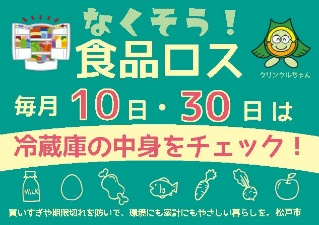 なくそう！
食品ロス
クリンクルちゃん
毎月10日・30日は
冷蔵庫の中身をチェック！
MILK
買いすぎや期限切れを防いで、環境にも家計にもやさしい暮らしを。松戸市